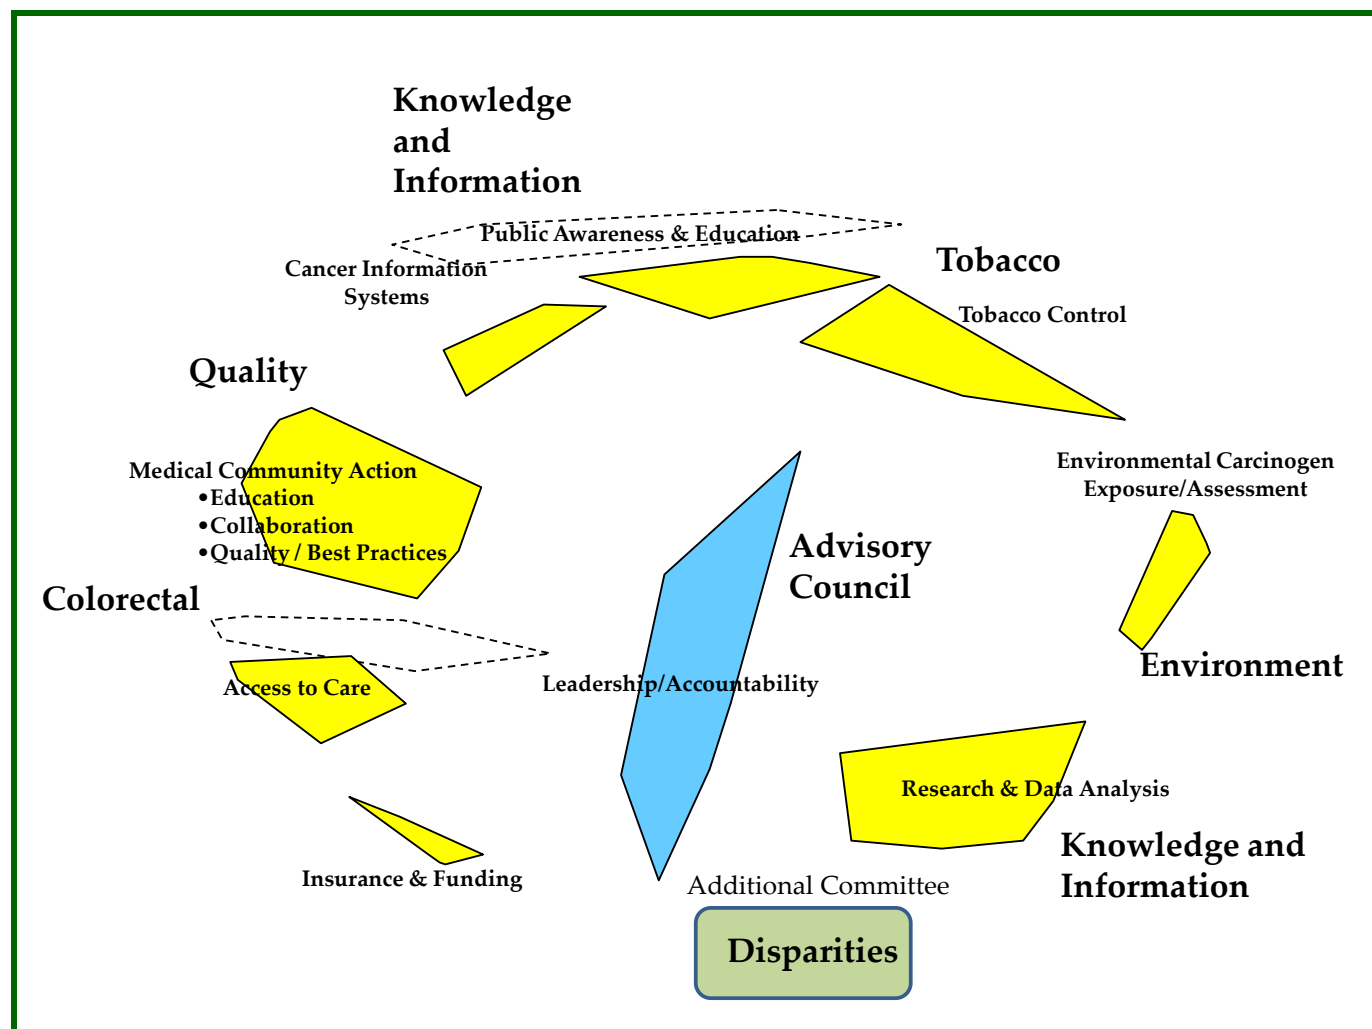 Knowledge
and
Information
Public Awareness & Education
Cancer Information
Systems
Tobacco
Tobacco Control
Quality
Medical Community Action
•Education
•Collaboration
•Quality / Best Practices
Environmental Carcinogen
Exposure/Assessment
Advisory
Council
Colorectal
Environment
Access to Care
Leadership/Accountability
Research & Data Analysis
Knowledge and
Information
Insurance & Funding
Additional Committee
Disparities